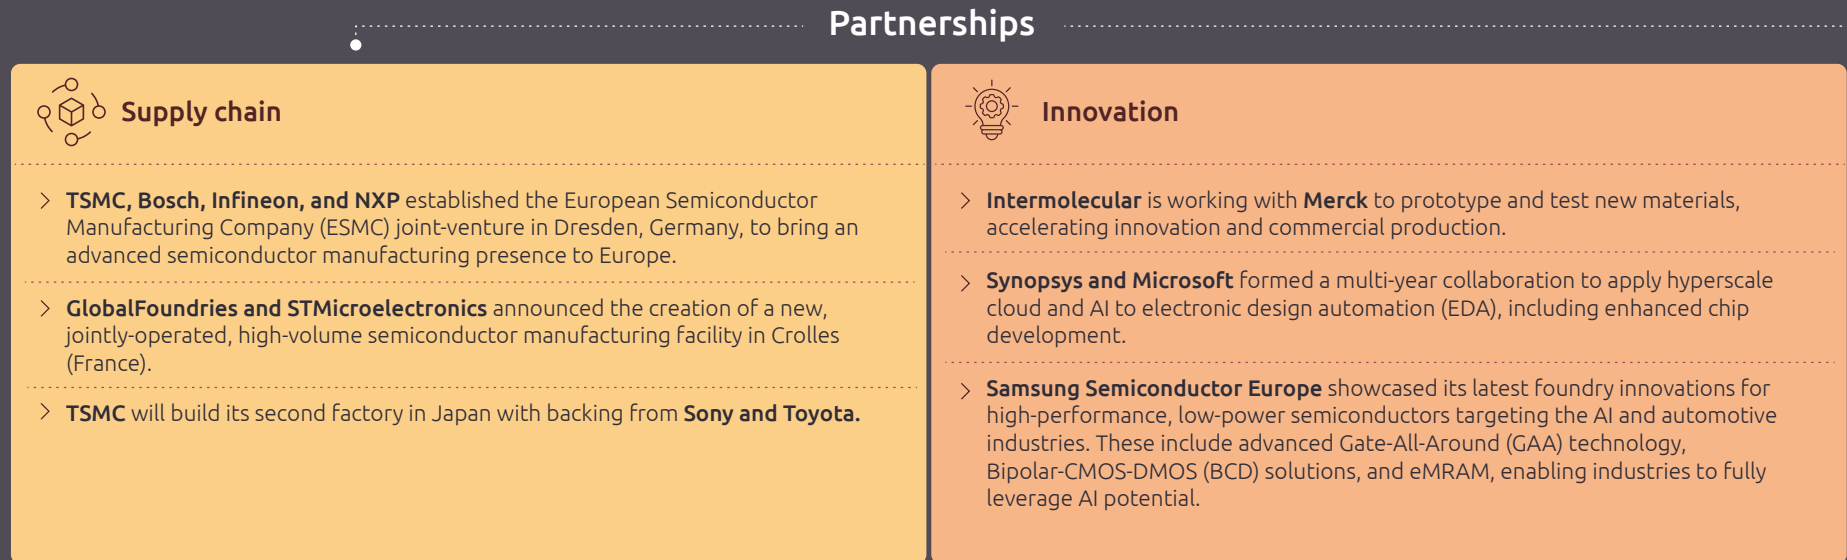 Partnerships
Supply chain
TSMC, Bosch, Infineon, and NXP established the European Semiconductor
Manufacturing Company (ESMC) joint-venture in Dresden, Germany, to bring an
advanced semiconductor manufacturing presence to Europe.
GlobalFoundries and STMicroelectronics announced the creation of a new,
jointly-operated, high-volume semiconductor manufacturing facility in Crolles
(France).
TSMC will build its second factory in Japan with backing from Sony and Toyota.
Innovation
Intermolecular is working with Merck to prototype and test new materials,
accelerating innovation and commercial production.
Synopsys and Microsoft formed a multi-year collaboration to apply hyperscale
cloud and AI to electronic design automation (EDA), including enhanced chip
development.
Samsung Semiconductor Europe showcased its latest foundry innovations for
high-performance, low-power semiconductors targeting the AI and automotive
industries. These include advanced Gate-All-Around (GAA) technology,
Bipolar-CMOS-DMOS (BCD) solutions, and eMRAM, enabling industries to fully
leverage AI potential.